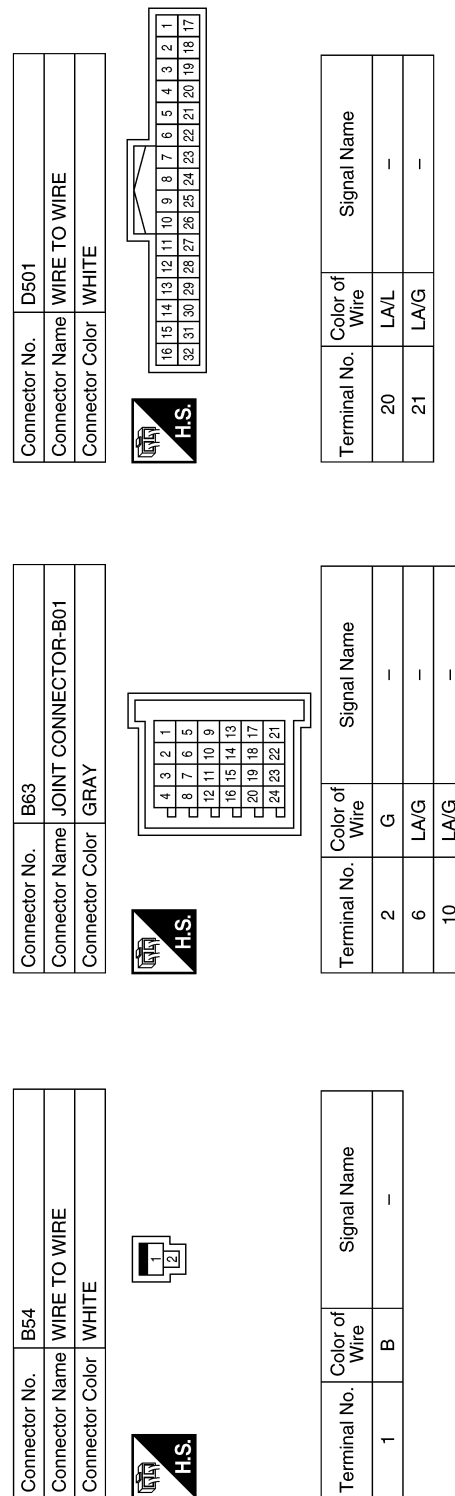 Connector No. B54
Connector Name WIRE TO WIRE
Connector Color WHITE
H.S.
1
2
Terminal No. Color of Wire Signal Name
1 B –
Connector No. B63
Connector Name JOINT CONNECTOR-B01
Connector Color GRAY
H.S.
4 3 2 1
8 7 6 5
12 11 10 9
16 15 14 13
20 19 18 17
24 23 22 21
Terminal No. Color of Wire Signal Name
2 G –
6 LA/G –
10 LA/G –
Connector No. D501
Connector Name WIRE TO WIRE
Connector Color WHITE
H.S.
16 15 14 13 12 11 10 9 8 7 6 5 4 3 2 1
32 31 30 29 28 27 26 25 24 23 22 21 20 19 18 17
Terminal No. Color of Wire Signal Name
20 LA/L –
21 LA/G –